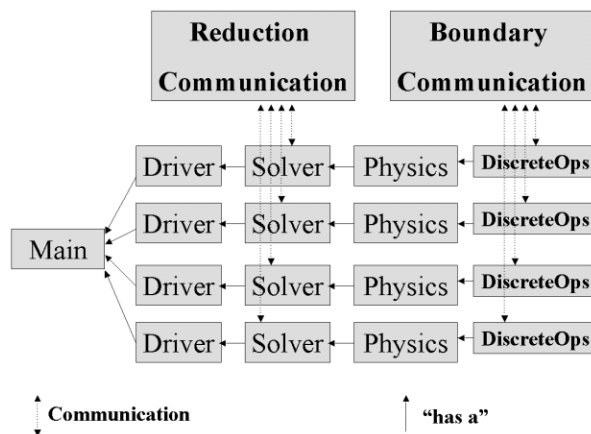 Reduction
Communication
Boundary
Communication
Driver Solver Physics DiscreteOps
Driver Solver Physics DiscreteOps
Main
Driver Solver Physics DiscreteOps
Driver Solver Physics DiscreteOps
Communication
“has a”